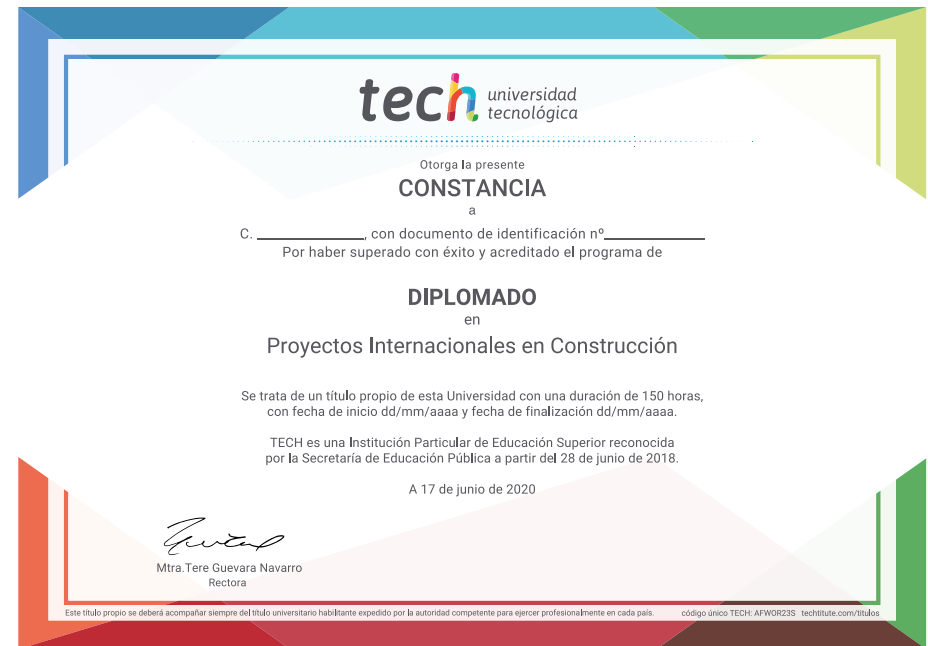 tech universidad
tecnológica
Otorga la presente
CONSTANCIA
a
C. ______________, con documento de identificación nº_____________
Por haber superado con éxito y acreditado el programa de
DIPLOMADO
en
Proyectos Internacionales en Construcción
Se trata de un título propio de esta Universidad con una duración de 150 horas,
con fecha de inicio dd/mm/aaaa y fecha de finalización dd/mm/aaaa.
TECH es una Institución Particular de Educación Superior reconocida
por la Secretaría de Educación Pública a partir del 28 de junio de 2018.
A 17 de junio de 2020
Mtra.Tere Guevara Navarro
Rectora
Este título propio se deberá acompañar siempre del título universitario habilitante expedido por la autoridad competente para ejercer profesionalmente en cada país. código único TECH: AFWOR23S techtitute.com/titulos